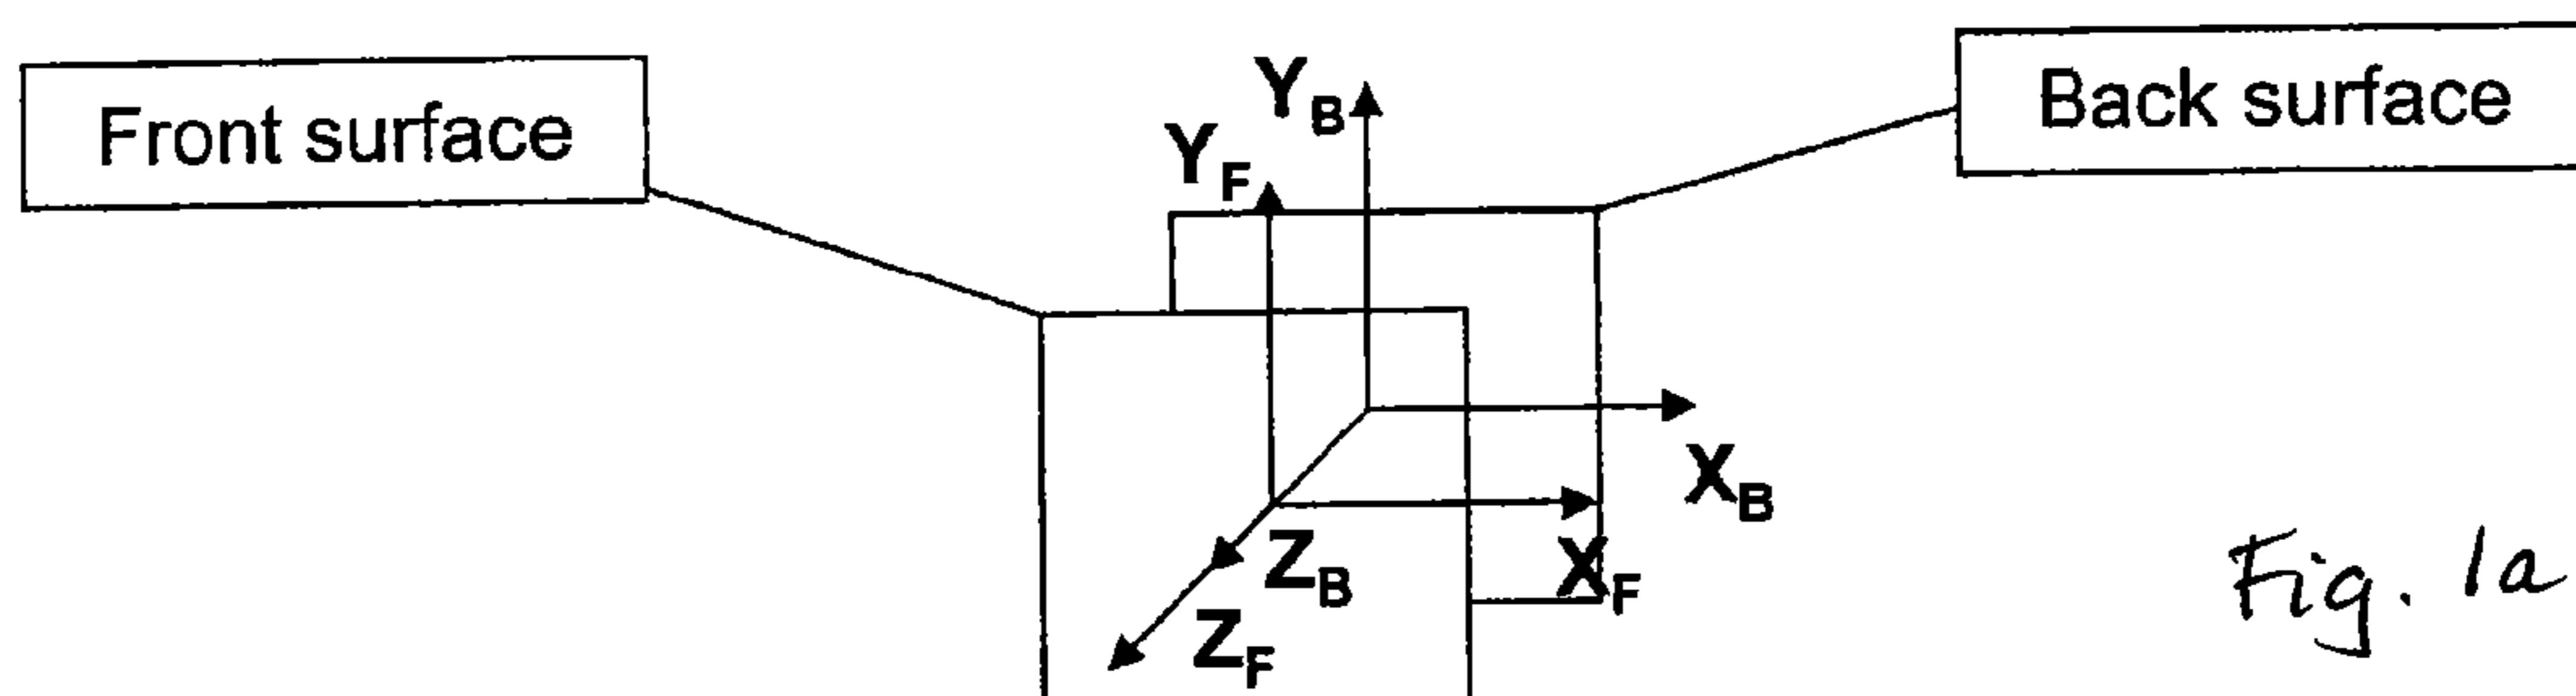 Front surface
Back surface
Y_B
Y_F
X_B
X_F
Z_B
Z_F
Fig. 1a